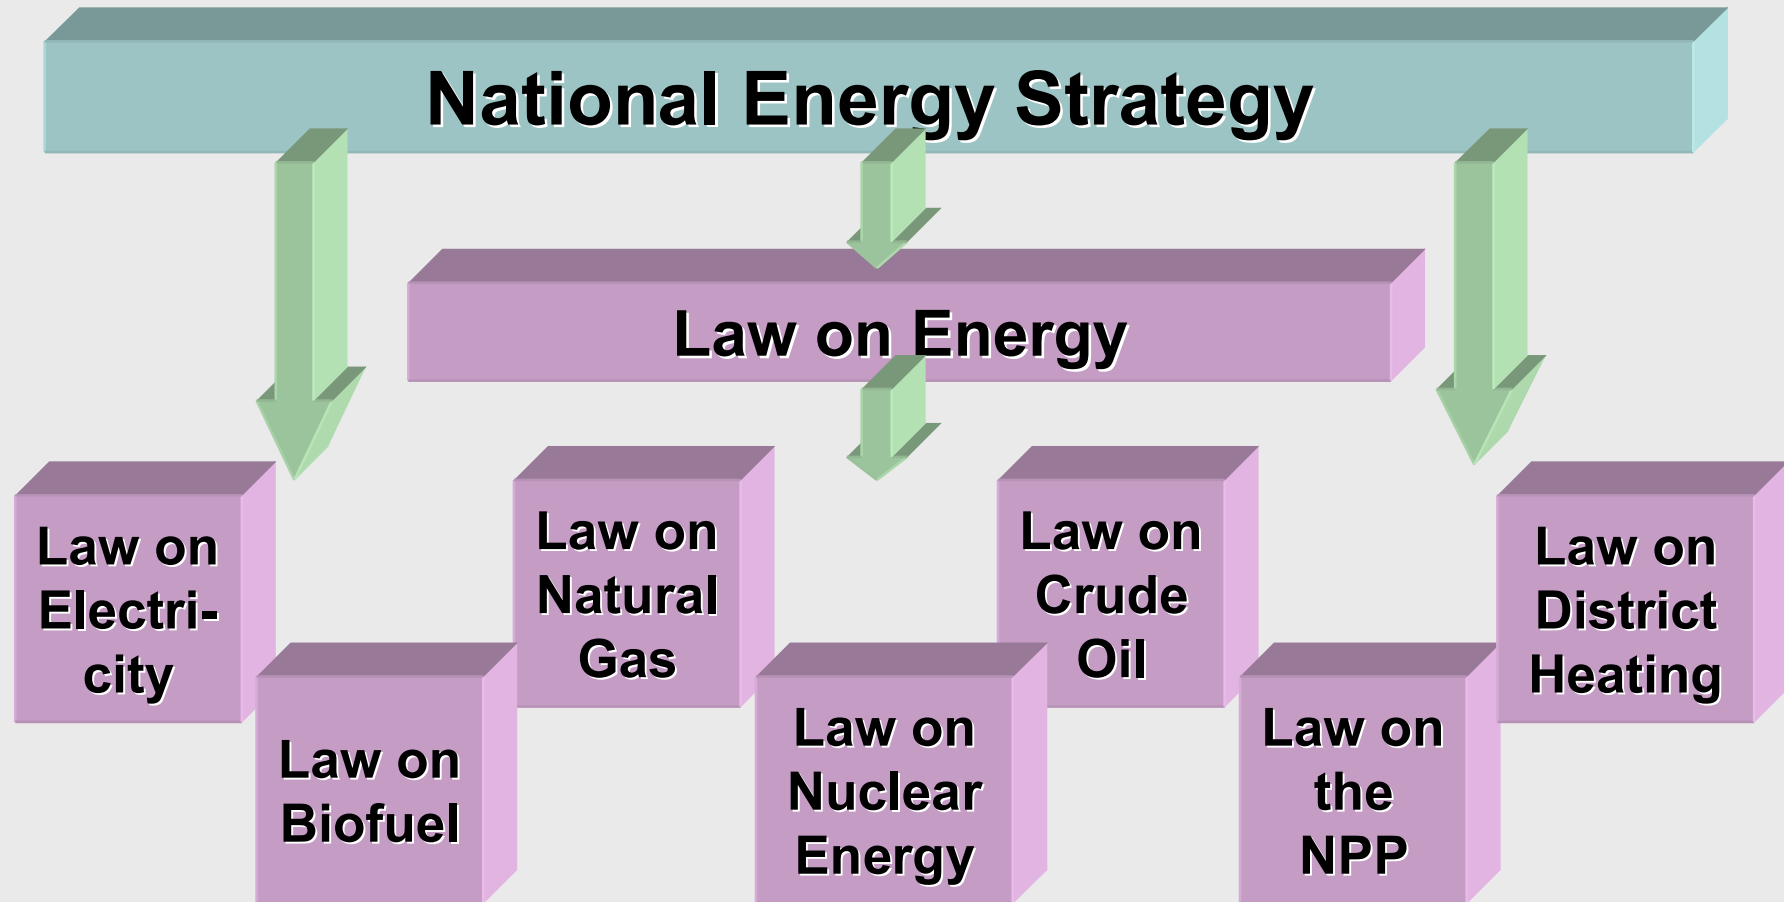 National Energy Strategy
Law on Energy
Law on
Electri-
city
Law on
Natural
Gas
Law on
Crude
Oil
Law on
District
Heating
Law on
Biofuel
Law on
Nuclear
Energy
Law on
the
NPP